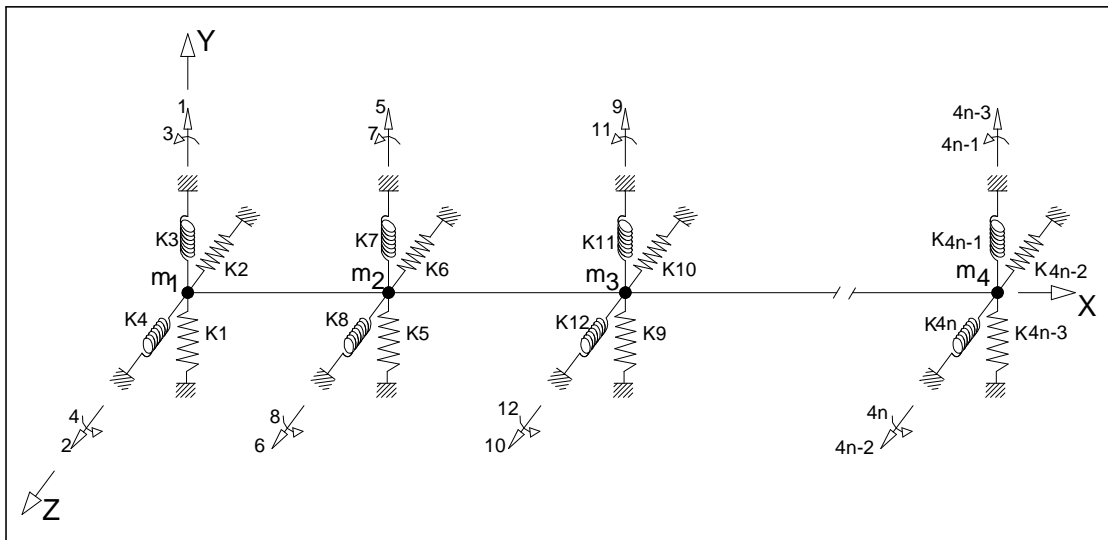 Y
1 5 9 4n-3
3 7 11 4n-1
K3 K7 K11 K4n-1
K2 K6 K10 K4n-2
m1 m2 m3 m4
X
K4 K8 K12 K4n
K1 K5 K9 K4n-3
4 8 12 4n
2 6 10 4n-2
Z